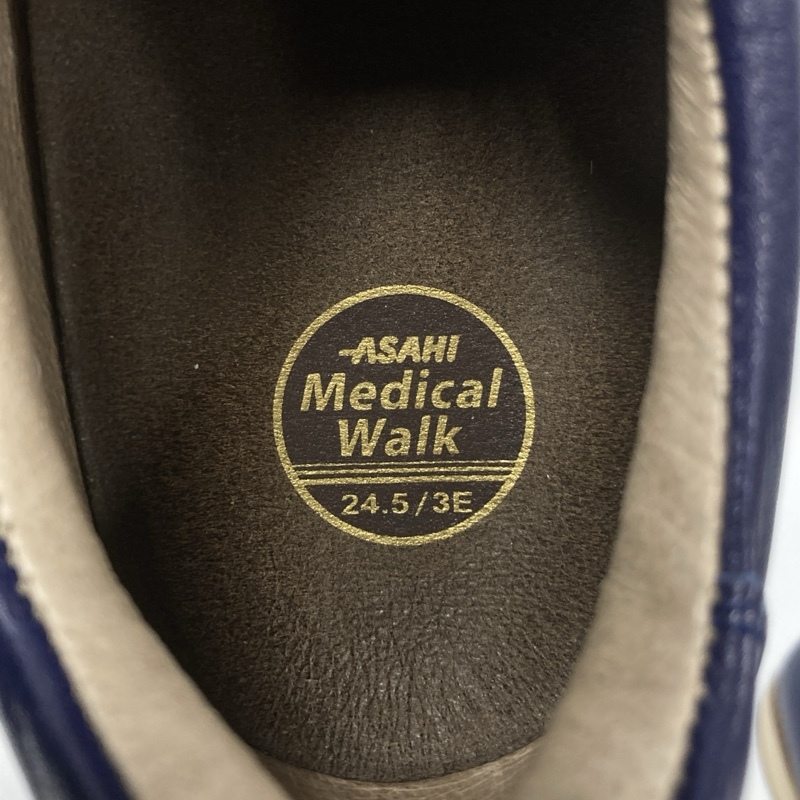 ASAHI
Medical
Walk
24.5/3E